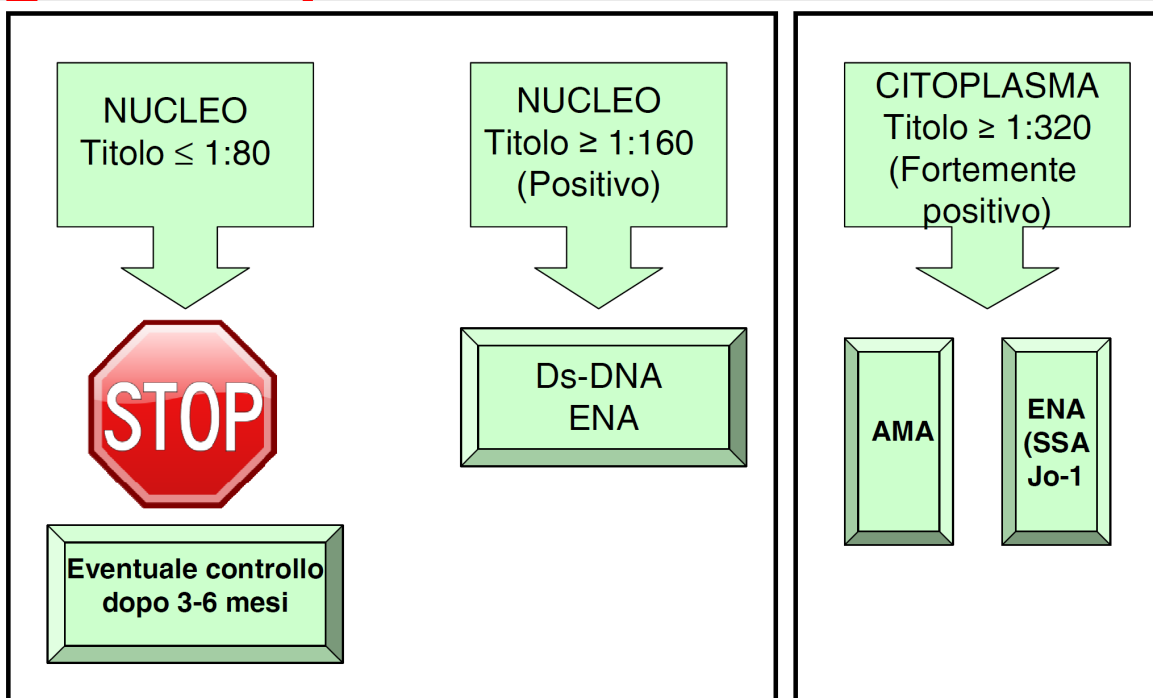 NUCLEO
Titolo ≤ 1:80
STOP
Eventuale controllo
dopo 3-6 mesi
NUCLEO
Titolo ≥ 1:160
(Positivo)
Ds-DNA
ENA
CITOPLASMA
Titolo ≥ 1:320
(Fortemente
positivo)
AMA
ENA
(SSA
Jo-1